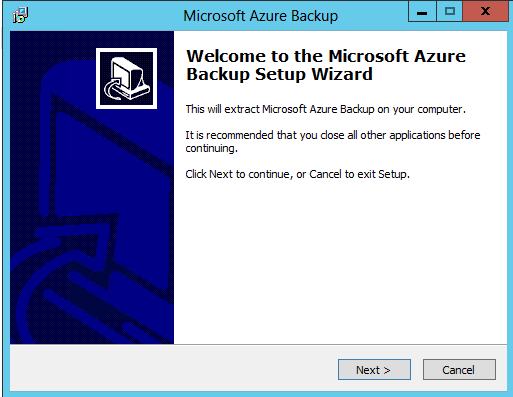 Microsoft Azure Backup
Welcome to the Microsoft Azure
Backup Setup Wizard
This will extract Microsoft Azure Backup on your computer.
It is recommended that you close all other applications before
continuing.
Click Next to continue, or Cancel to exit Setup.
Next >
Cancel